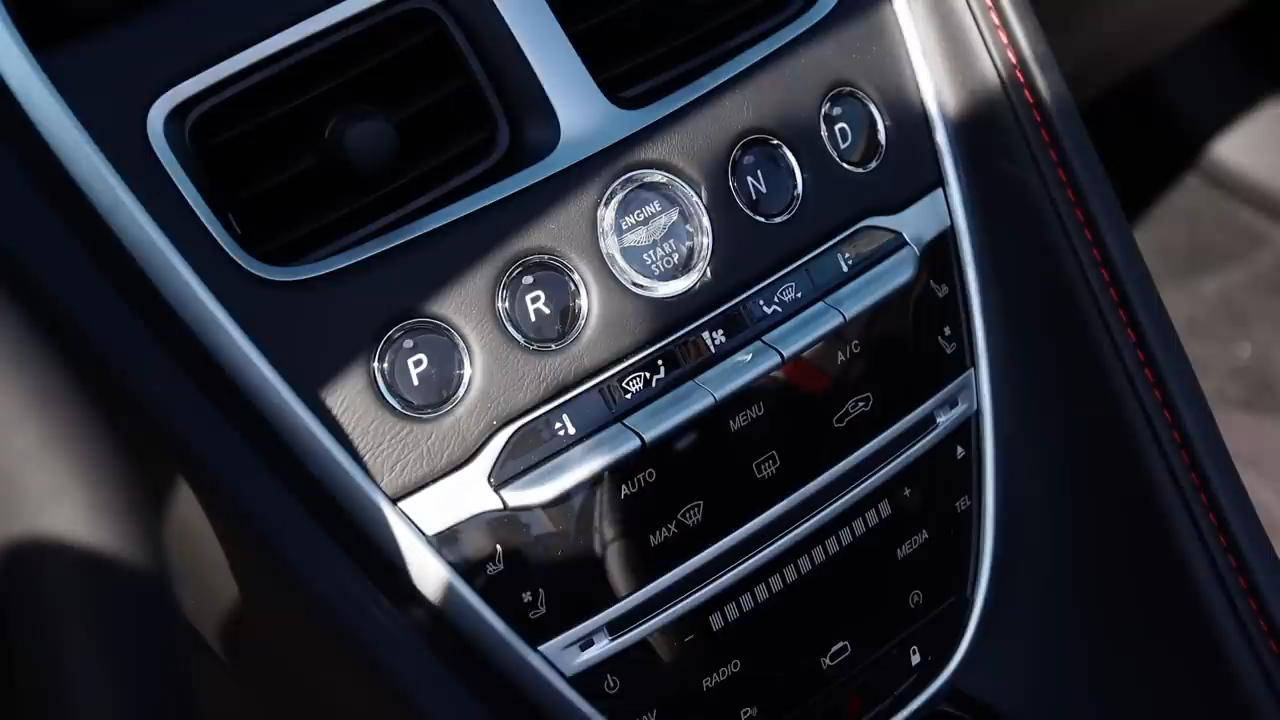 P
R
ENGINE
START
STOP
N
D
A/C
MENU
AUTO
MAX
+
TEL
MEDIA
−
RADIO
P
A